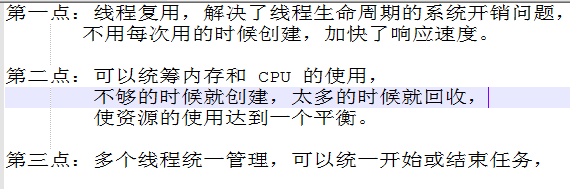 第一点：线程复用，解决了线程生命周期的系统开销问题，
不用每次用的时候创建，加快了响应速度。
第二点：可以统筹内存和 CPU 的使用，
不够的时候就创建，太多的时候就回收，
使资源的使用达到一个平衡。
第三点：多个线程统一管理，可以统一开始或结束任务，